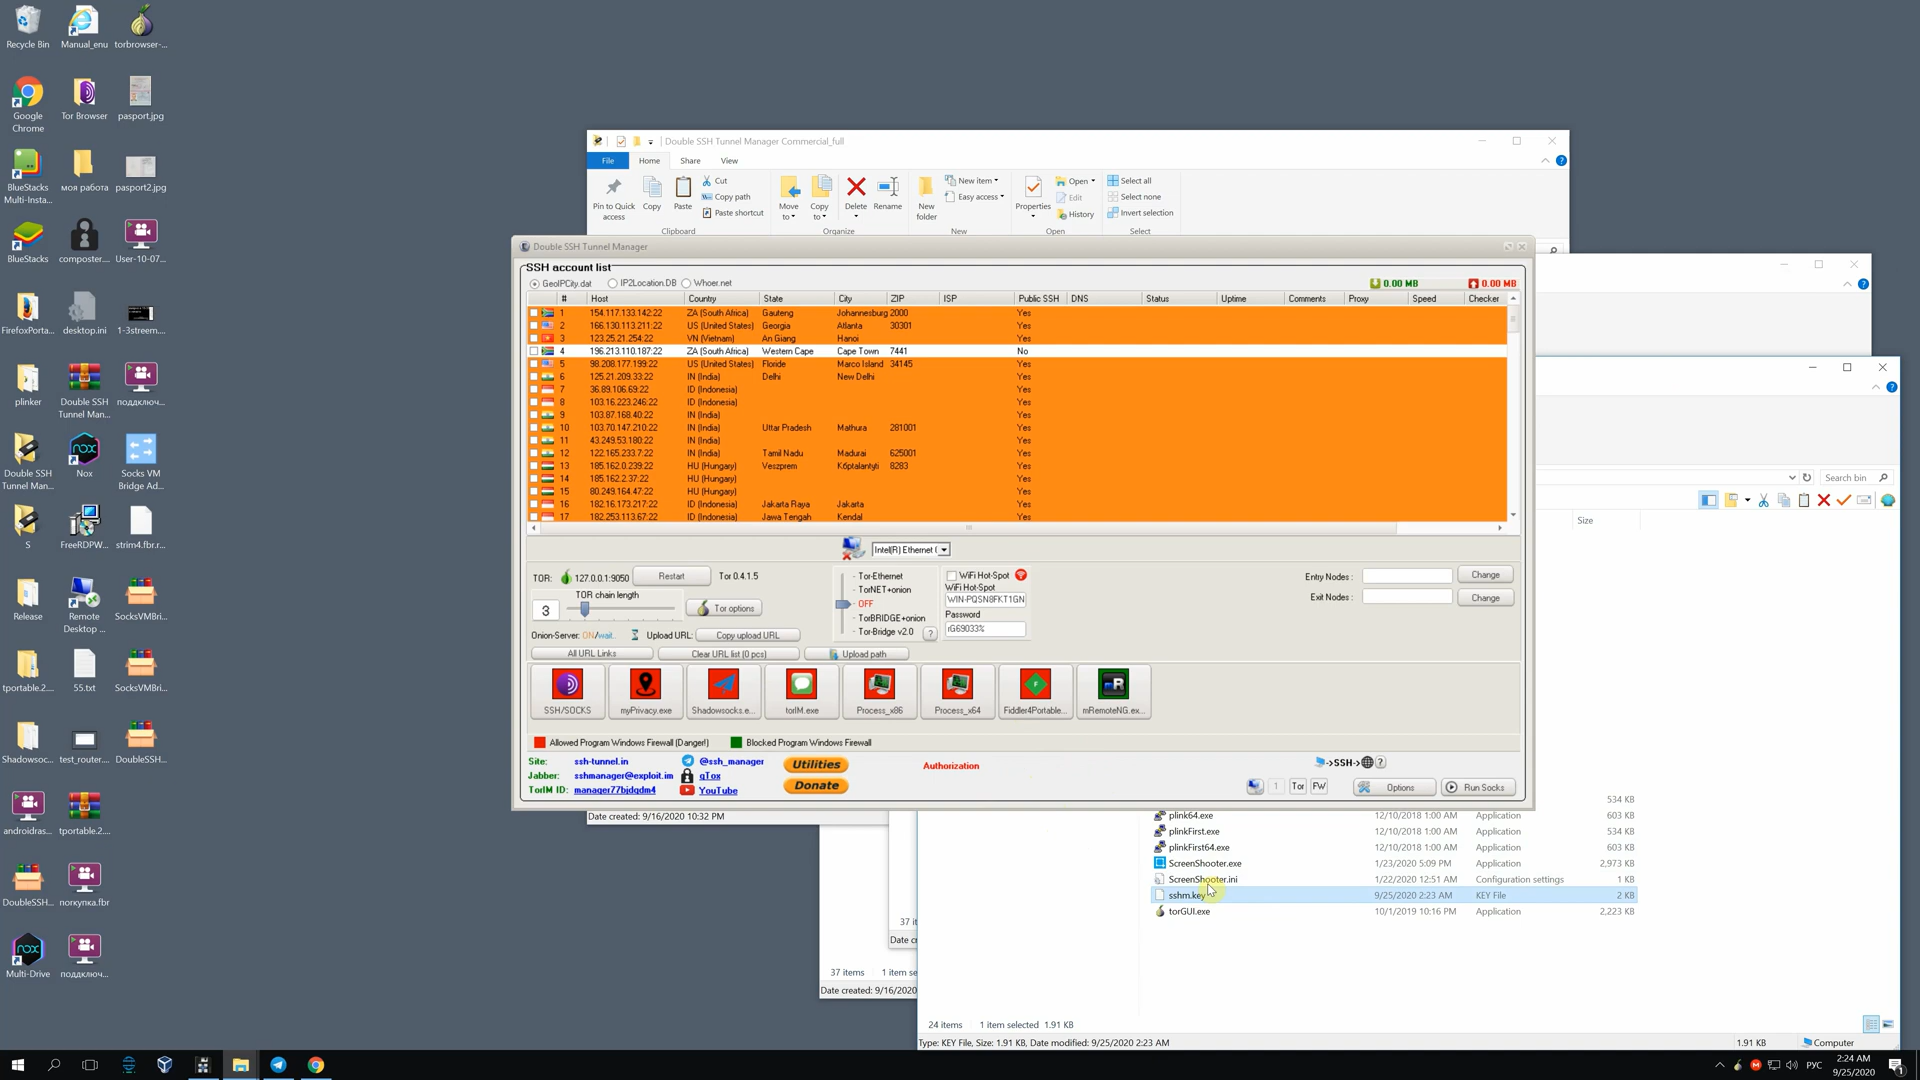 Recycle Bin
Manual_enu
torbrowser-...
Google Chrome
Tor Browser
pasport.jpg
BlueStacks Multi-Insta...
моя работа
pasport2.jpg
BlueStacks
composter....
User-10-07...
FirefoxPorta...
desktop.ini
1-3streem....
plinker
Double SSH Tunnel Man...
поддключ...
Double SSH Tunnel Man...
Nox
Socks VM Bridge Ad...
S
FreeRDPW...
strim4.fbr.r...
Release
Remote Desktop ...
SocksVMBri...
tportable.2....
55.txt
SocksVMBri...
Shadowsoc...
test_router....
DoubleSSH...
androidras...
tportable.2....
DoubleSSH...
поkупка.fbr
Multi-Drive
поддключ...
Double SSH Tunnel Manager Commercial_full
File Home Share View
Pin to Quick access
Copy
Paste
Cut
Copy path
Paste shortcut
Move to
Copy to
Delete
Rename
New folder
New item
Easy access
Properties
Open
Edit
History
Select all
Select none
Invert selection
Clipboard Organize New Open Select
Double SSH Tunnel Manager
SSH account list
GeoIPCity.dat IP2Location.DB Whoer.net 0.00 MB 0.00 MB
# Host Country State City ZIP ISP Public SSH DNS Status Uptime Comments Proxy Speed Checker
1 154.117.133.142:22 ZA (South Africa) Gauteng Johannesburg 2000 Yes
2 166.130.113.211:22 US (United States) Georgia Atlanta 30301 Yes
3 123.25.21.254:22 VN (Vietnam) An Giang Hanoi Yes
4 196.213.110.187:22 ZA (South Africa) Western Cape Cape Town 7441 No
5 98.208.177.199:22 US (United States) Floride Marco Island 34145 Yes
6 125.21.209.33:22 IN (India) Delhi New Delhi Yes
7 36.89.106.69:22 ID (Indonesia) Yes
8 103.16.223.246:22 ID (Indonesia) Yes
9 103.87.168.40:22 IN (India) Yes
10 103.70.147.210:22 IN (India) Uttar Pradesh Mathura 281001 Yes
11 43.249.53.180:22 IN (India) Yes
12 122.165.233.7:22 IN (India) Tamil Nadu Madurai 625001 Yes
13 185.162.0.239:22 HU (Hungary) Veszprem Kőptalantyti 8283 Yes
14 185.162.2.37:22 HU (Hungary) Yes
15 80.249.164.47:22 HU (Hungary) Yes
16 182.16.173.217:22 ID (Indonesia) Jakarta Raya Jakarta Yes
17 182.253.113.67:22 ID (Indonesia) Jawa Tengah Kendal Yes
Intel(R) Ethernet (
TOR: 127.0.0.1:9050 Restart Tor 0.4.1.5
TOR chain length
3
Tor options
Onion-Server: ON/wait.. Upload URL: Copy upload URL
All URL Links Clear URL list (0 pcs) Upload path
Tor-Ethernet
TorNET+onion
OFF
TorBRIDGE+onion
Tor-Bridge v2.0 ?
WiFi Hot-Spot
WiFi Hot-Spot
WIN-PQSN8FKT1GN
Password
rG69033%
Entry Nodes : Change
Exit Nodes : Change
SSH/SOCKS myPrivacy.exe Shadowsocks.e... torIM.exe Process_x86 Process_x64 Fiddler4Portable... mRemoteNG.ex...
Allowed Program Windows Firewall (Danger!) Blocked Program Windows Firewall
Site: ssh-tunnel.in @ssh_manager Utilities
Authorization
Jabber: sshmanager@exploit.im qTox
TorIM ID: manager77bjdqdm4 YouTube Donate
->SSH-> ?
1 Tor FW Options Run Socks
Date created: 9/16/2020 10:32 PM
Search bin
Size
534 KB
plink64.exe 12/10/2018 1:00 AM Application 603 KB
plinkFirst.exe 12/10/2018 1:00 AM Application 534 KB
plinkFirst64.exe 12/10/2018 1:00 AM Application 603 KB
ScreenShooter.exe 1/23/2020 5:09 PM Application 2,973 KB
ScreenShooter.ini 1/22/2020 12:51 AM Configuration settings 1 KB
sshm.key 9/25/2020 2:23 AM KEY File 2 KB
torGUI.exe 10/1/2019 10:16 PM Application 2,223 KB
37 it
Date cr
37 items 1 item se
Date created: 9/16/2020
24 items 1 item selected 1.91 KB
Type: KEY File, Size: 1.91 KB, Date modified: 9/25/2020 2:23 AM 1.91 KB Computer
РУС
2:24 AM
9/25/2020
1